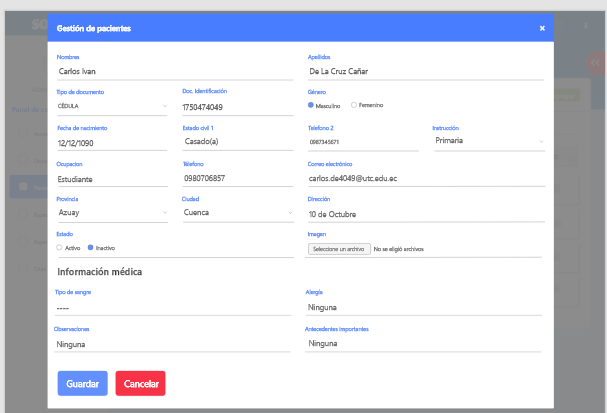 Gestión de pacientes ×
Nombres Apellidos
Carlos Ivan De La Cruz Cañar
Tipo de documento Doc. Identificación Género
CÉDULA 1750474049 Masculino Femenino
Fecha de nacimiento Estado civil 1 Telefono 2 Instrucción
12/12/1090 Casado(a) 0987345671 Primaria
Ocupacion Télefono Correo electrónico
Estudiante 0980706857 carlos.de4049@utc.edu.ec
Provincia Ciudad Dirección
Azuay Cuenca 10 de Octubre
Estado Imagen
Activo Inactivo Seleccione un archivo No se eligió archivos
Información médica
Tipo de sangre Alergia
---- Ninguna
Observaciones Antecedentes importantes
Ninguna Ninguna
Guardar Cancelar